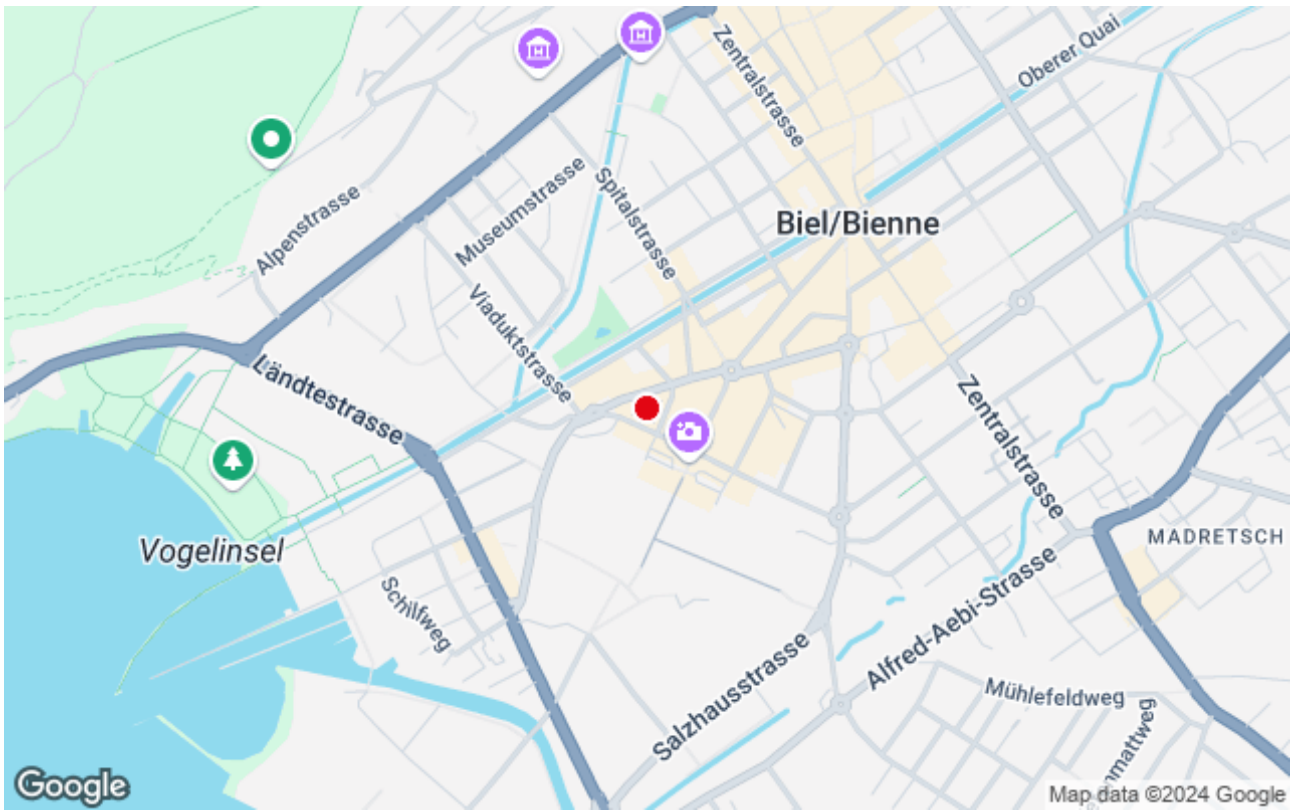 Zentralstrasse
Oberer Quai
Museumstrasse
Spitalstrasse
Alpenstrasse
Biel/Bienne
Viaduktstrasse
Ländtestrasse
Zentralstrasse
Vogelinsel
MADRETSCH
Schilfweg
Alfred-Aebi-Strasse
Salzhausstrasse
Mühlefeldweg
Google
Map data ©2024 Google